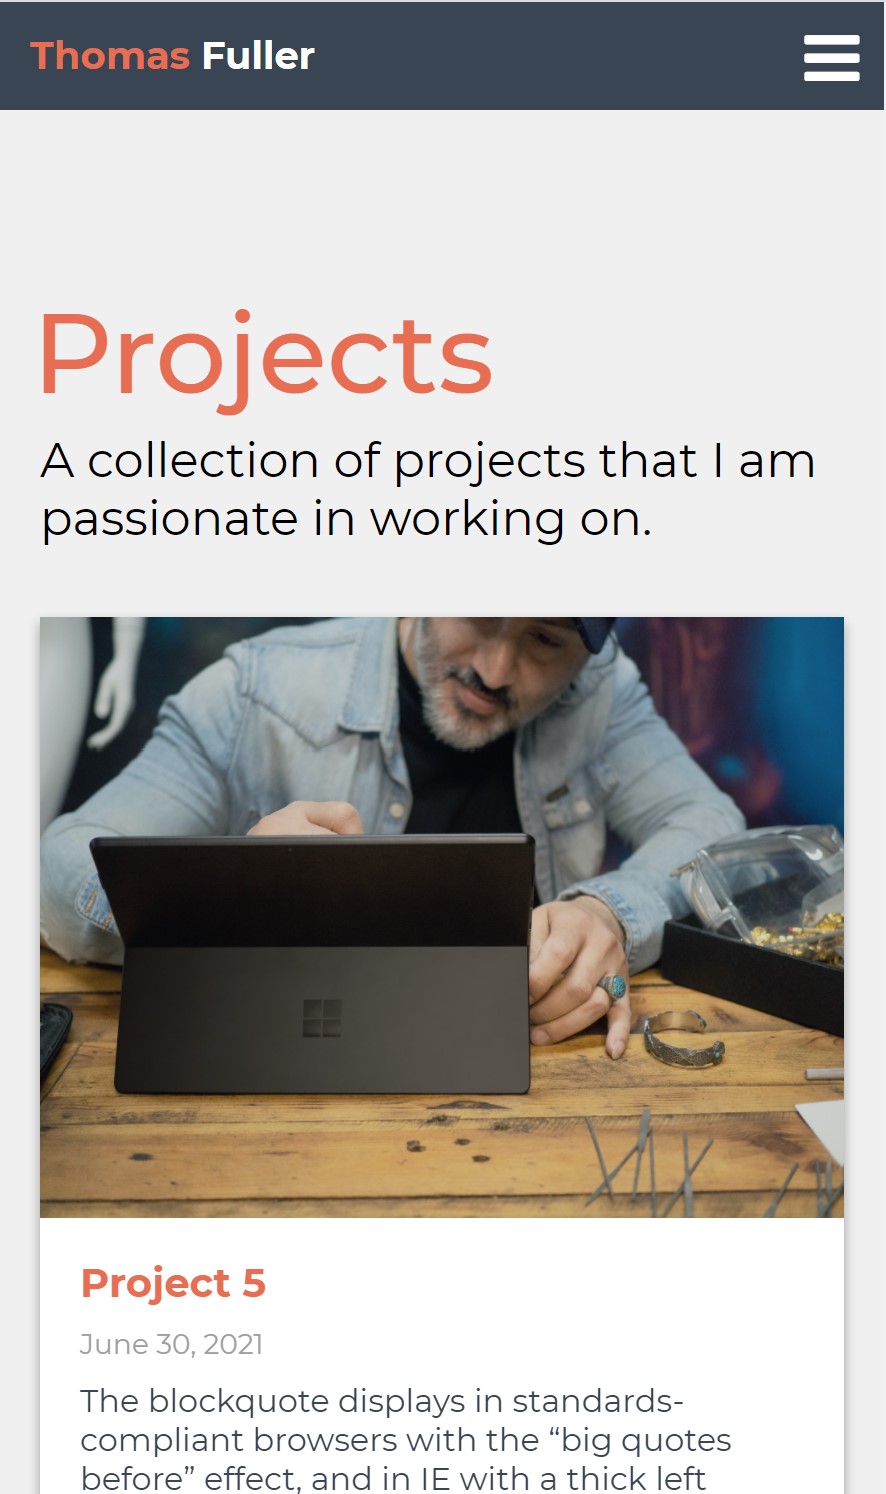 Thomas Fuller
Projects
A collection of projects that I am
passionate in working on.
Project 5
June 30, 2021
The blockquote displays in standards-
compliant browsers with the “big quotes
before” effect, and in IE with a thick left